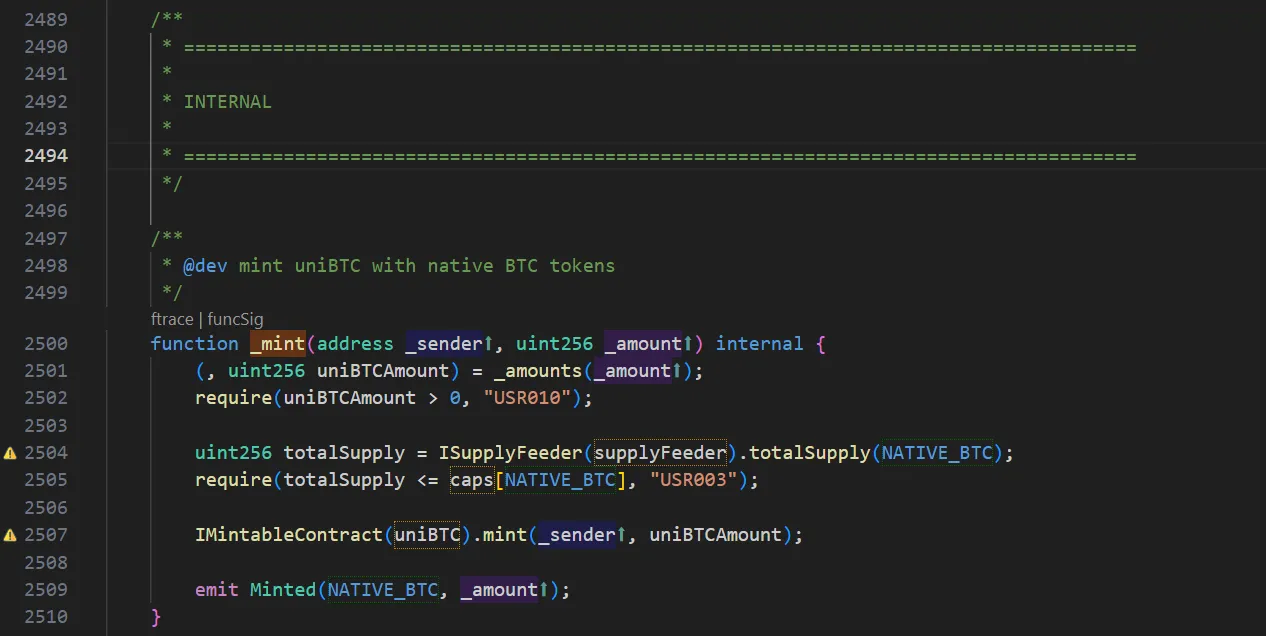 2489 /**
2490 * ======================================================================================
2491 *
2492 * INTERNAL
2493 *
2494 * ======================================================================================
2495 */
2496
2497 /**
2498 * @dev mint uniBTC with native BTC tokens
2499 */
ftrace | funcSig
2500 function _mint(address _sender↑, uint256 _amount↑) internal {
2501 (, uint256 uniBTCAmount) = _amounts(_amount↑);
2502 require(uniBTCAmount > 0, "USR010");
2503
2504 uint256 totalSupply = ISupplyFeeder(supplyFeeder).totalSupply(NATIVE_BTC);
2505 require(totalSupply <= caps[NATIVE_BTC], "USR003");
2506
2507 IMintableContract(uniBTC).mint(_sender↑, uniBTCAmount);
2508
2509 emit Minted(NATIVE_BTC, _amount↑);
2510 }